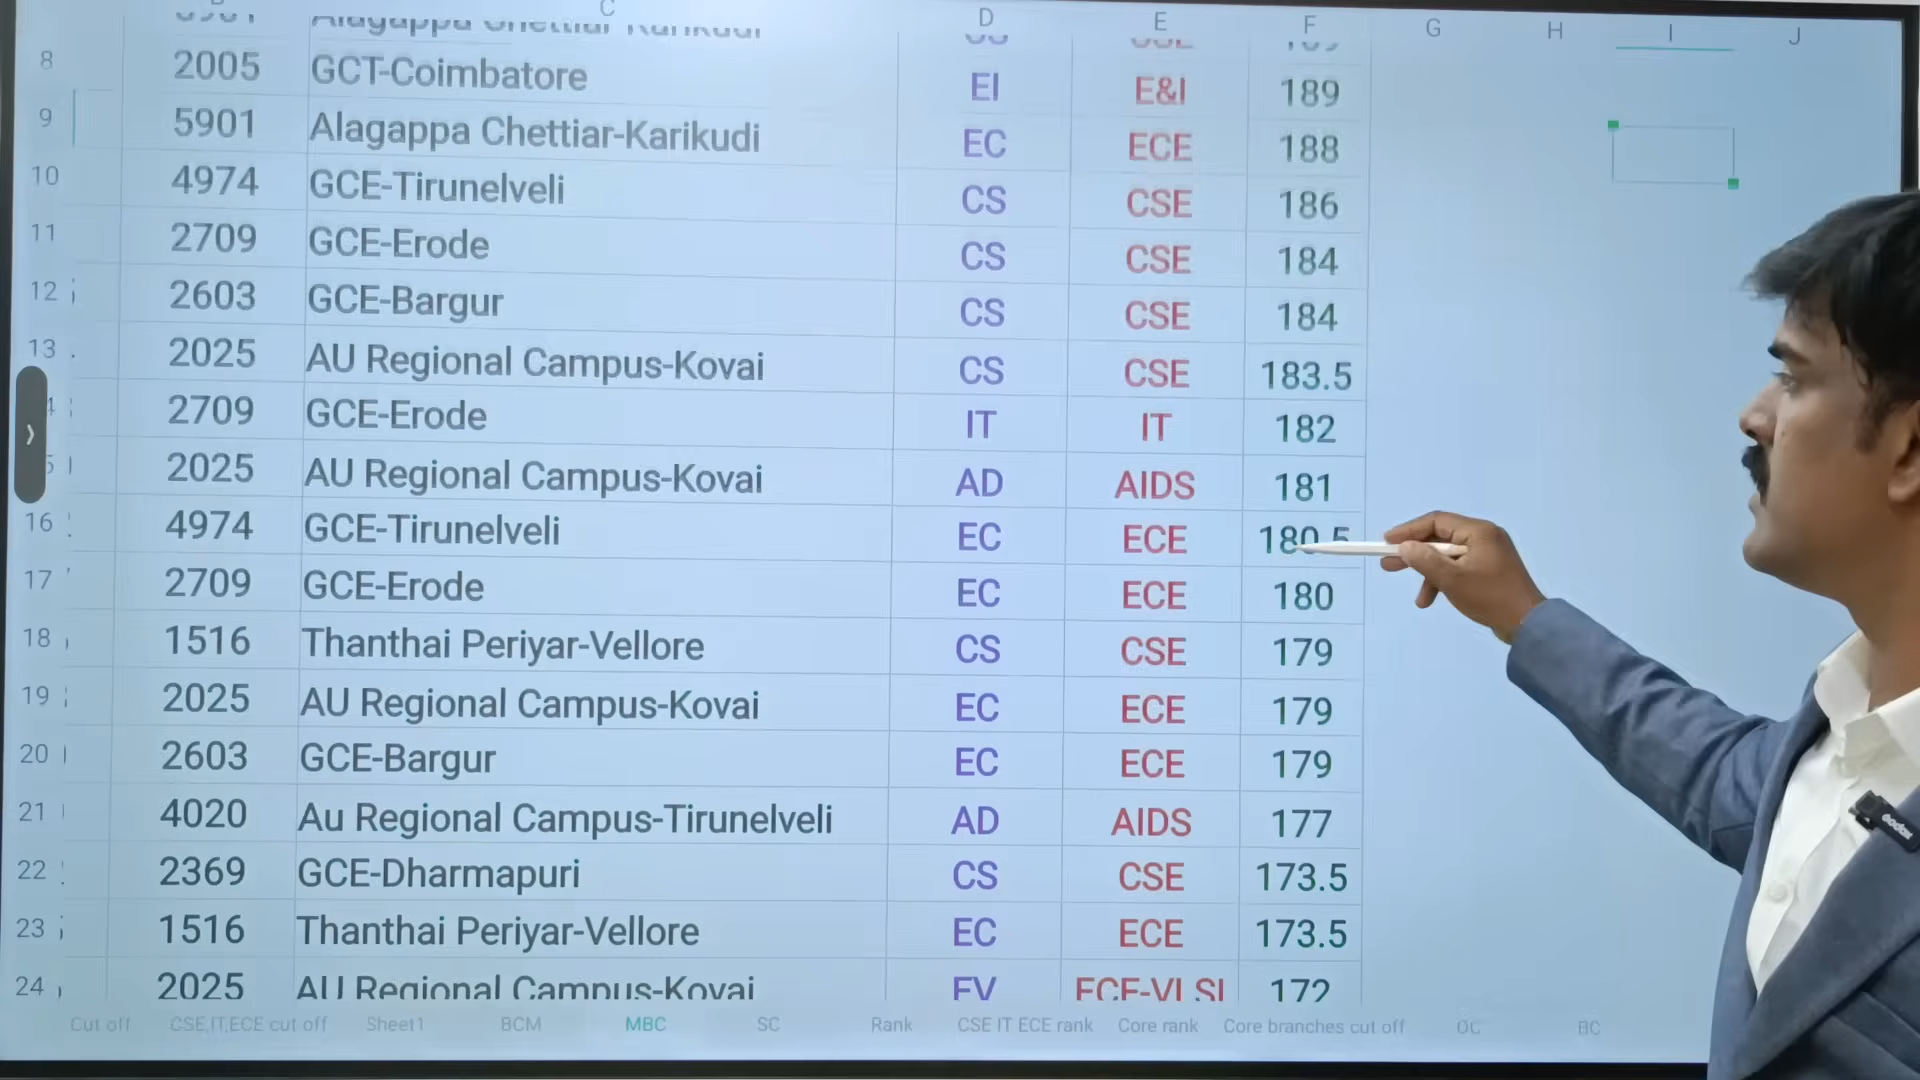 C D E F G H I J
Alagappa Chettiar Karikudi
8 2005 GCT-Coimbatore EI E&I 189
9 5901 Alagappa Chettiar-Karikudi EC ECE 188
10 4974 GCE-Tirunelveli CS CSE 186
11 2709 GCE-Erode CS CSE 184
12 2603 GCE-Bargur CS CSE 184
13 2025 AU Regional Campus-Kovai CS CSE 183.5
2709 GCE-Erode IT IT 182
2025 AU Regional Campus-Kovai AD AIDS 181
16 4974 GCE-Tirunelveli EC ECE 180.5
17 2709 GCE-Erode EC ECE 180
18 1516 Thanthai Periyar-Vellore CS CSE 179
19 2025 AU Regional Campus-Kovai EC ECE 179
20 2603 GCE-Bargur EC ECE 179
21 4020 Au Regional Campus-Tirunelveli AD AIDS 177
22 2369 GCE-Dharmapuri CS CSE 173.5
23 1516 Thanthai Periyar-Vellore EC ECE 173.5
24 2025 AU Regional Campus-Kovai EV ECE-VLSI 172
Cut off CSE,IT,ECE cut off Sheet1 BCM MBC SC Rank CSE IT ECE rank Core rank Core branches cut off OC BC
Godox